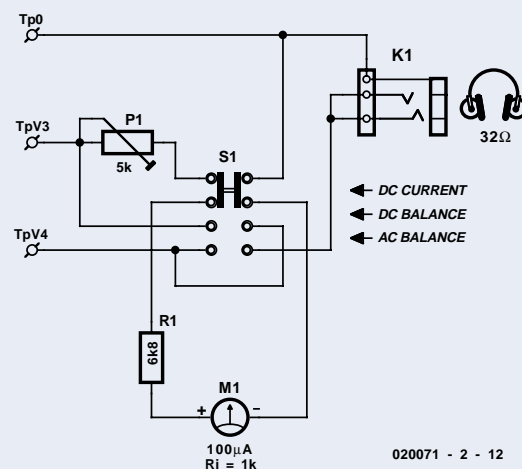 Tp0
K1
TpV3
P1
5k
S1
32Ω
DC CURRENT
DC BALANCE
AC BALANCE
TpV4
R1
6k8
M1
+
−
100µA
Ri = 1k
020071 - 2 - 12